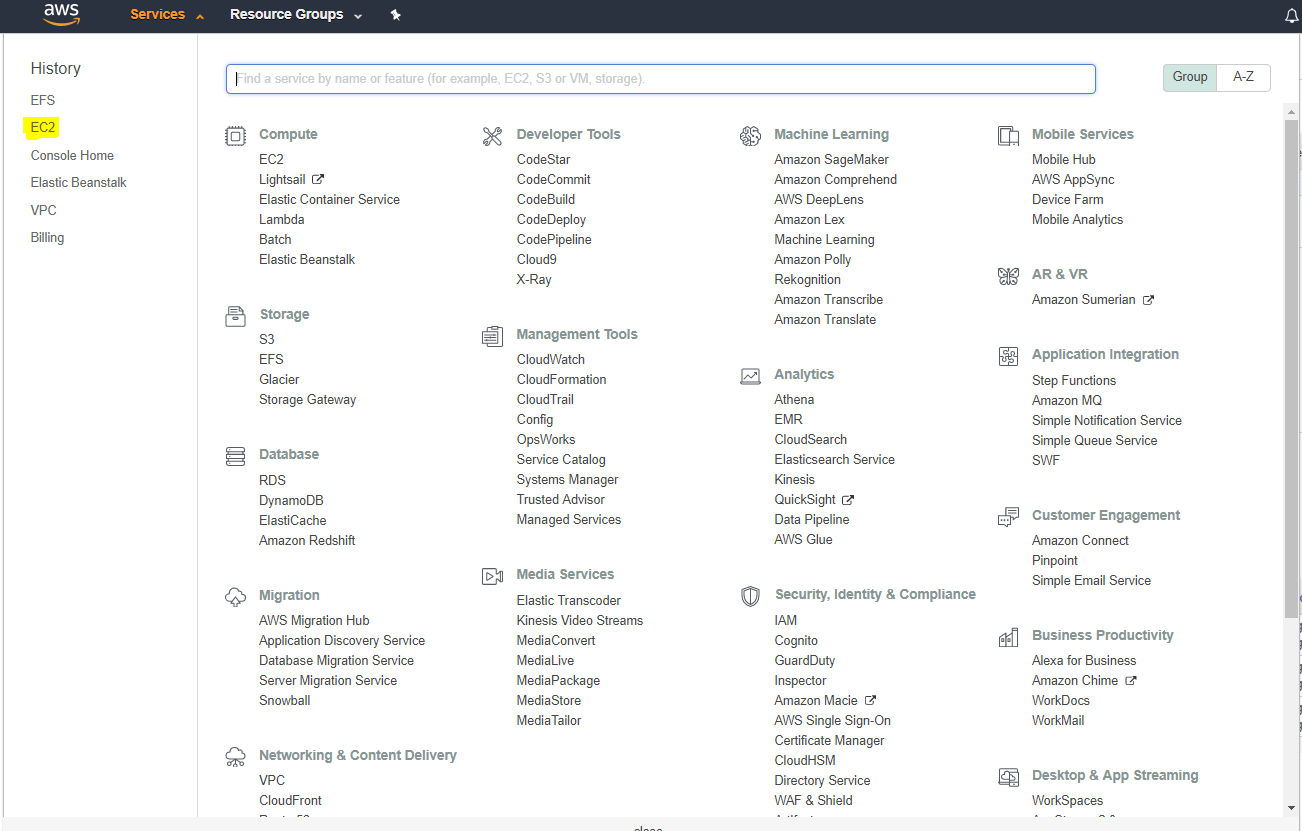 aws
Services
Resource Groups
History
EFS
EC2
Console Home
Elastic Beanstalk
VPC
Billing
Find a service by name or feature (for example, EC2, S3 or VM, storage).
Group
A-Z
Compute
EC2
Lightsail
Elastic Container Service
Lambda
Batch
Elastic Beanstalk
Storage
S3
EFS
Glacier
Storage Gateway
Database
RDS
DynamoDB
ElastiCache
Amazon Redshift
Migration
AWS Migration Hub
Application Discovery Service
Database Migration Service
Server Migration Service
Snowball
Networking & Content Delivery
VPC
CloudFront
Developer Tools
CodeStar
CodeCommit
CodeBuild
CodeDeploy
CodePipeline
Cloud9
X-Ray
Management Tools
CloudWatch
CloudFormation
CloudTrail
Config
OpsWorks
Service Catalog
Systems Manager
Trusted Advisor
Managed Services
Media Services
Elastic Transcoder
Kinesis Video Streams
MediaConvert
MediaLive
MediaPackage
MediaStore
MediaTailor
Machine Learning
Amazon SageMaker
Amazon Comprehend
AWS DeepLens
Amazon Lex
Machine Learning
Amazon Polly
Rekognition
Amazon Transcribe
Amazon Translate
Analytics
Athena
EMR
CloudSearch
Elasticsearch Service
Kinesis
QuickSight
Data Pipeline
AWS Glue
Security, Identity & Compliance
IAM
Cognito
GuardDuty
Inspector
Amazon Macie
AWS Single Sign-On
Certificate Manager
CloudHSM
Directory Service
WAF & Shield
Mobile Services
Mobile Hub
AWS AppSync
Device Farm
Mobile Analytics
AR & VR
Amazon Sumerian
Application Integration
Step Functions
Amazon MQ
Simple Notification Service
Simple Queue Service
SWF
Customer Engagement
Amazon Connect
Pinpoint
Simple Email Service
Business Productivity
Alexa for Business
Amazon Chime
WorkDocs
WorkMail
Desktop & App Streaming
WorkSpaces
close